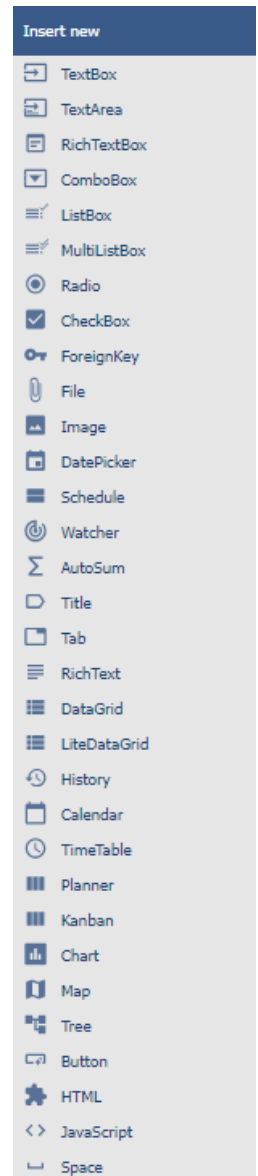 Insert new
TextBox
TextArea
RichTextBox
ComboBox
ListBox
MultiListBox
Radio
CheckBox
ForeignKey
File
Image
DatePicker
Schedule
Watcher
AutoSum
Title
Tab
RichText
DataGrid
LiteDataGrid
History
Calendar
TimeTable
Planner
Kanban
Chart
Map
Tree
Button
HTML
JavaScript
Space